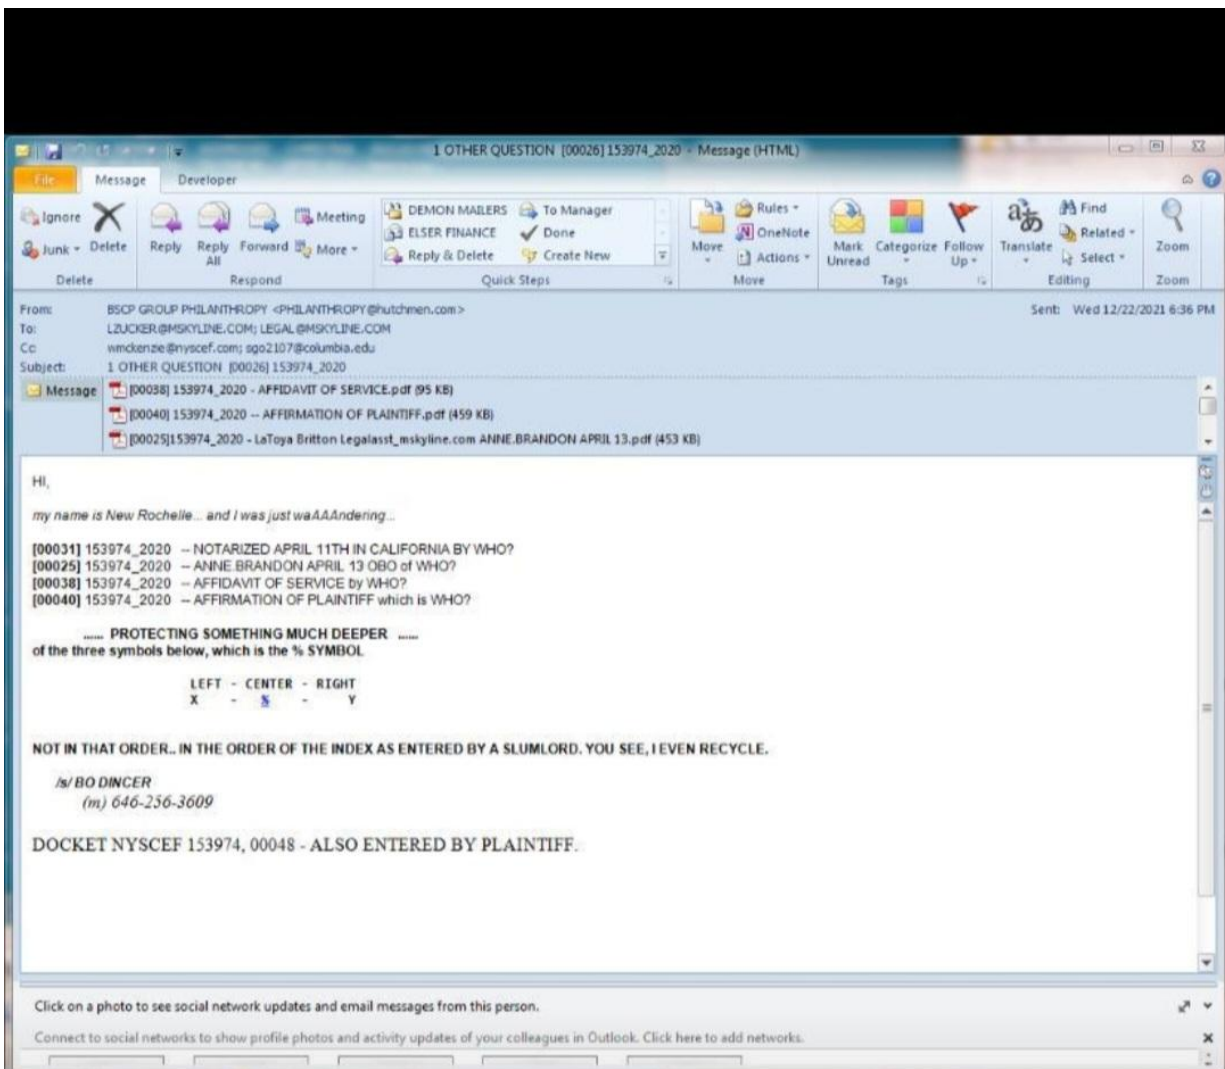 1 OTHER QUESTION [00026] 153974_2020 - Message (HTML)
File Message Developer
Ignore
Junk
Delete
Delete
Reply
Reply All
Forward
Meeting
More
Respond
DEMON MAILERS
To Manager
ELSER FINANCE
Done
Reply & Delete
Create New
Quick Steps
Move
Rules
OneNote
Actions
Move
Mark Unread
Categorize
Follow Up
Tags
Translate
Find
Related
Select
Editing
Zoom
Zoom
From: BSCP GROUP PHILANTHROPY <PHILANTHROPY@hutchmen.com>
Sent: Wed 12/22/2021 6:36 PM
To: LZUCKER@MSKYLINE.COM; LEGAL@MSKYLINE.COM
Cc: wmckenzie@nyscef.com; sgo2107@columbia.edu
Subject: 1 OTHER QUESTION [00026] 153974_2020
Message
[00038] 153974_2020 - AFFIDAVIT OF SERVICE.pdf (95 KB)
[00040] 153974_2020 -- AFFIRMATION OF PLAINTIFF.pdf (459 KB)
[00025]153974_2020 - LaToya Britton Legalasst_mskyline.com ANNE.BRANDON APRIL 13.pdf (453 KB)
HI,
my name is New Rochelle... and I was just waAAAndering...
[00031] 153974_2020 -- NOTARIZED APRIL 11TH IN CALIFORNIA BY WHO?
[00025] 153974_2020 -- ANNE.BRANDON APRIL 13 OBO of WHO?
[00038] 153974_2020 -- AFFIDAVIT OF SERVICE by WHO?
[00040] 153974_2020 -- AFFIRMATION OF PLAINTIFF which is WHO?
...... PROTECTING SOMETHING MUCH DEEPER ......
of the three symbols below, which is the % SYMBOL
LEFT - CENTER - RIGHT
X - % - Y
NOT IN THAT ORDER.. IN THE ORDER OF THE INDEX AS ENTERED BY A SLUMLORD. YOU SEE, I EVEN RECYCLE.
/s/ BO DINCER
(m) 646-256-3609
DOCKET NYSCEF 153974, 00048 - ALSO ENTERED BY PLAINTIFF.
Click on a photo to see social network updates and email messages from this person.
Connect to social networks to show profile photos and activity updates of your colleagues in Outlook. Click here to add networks.